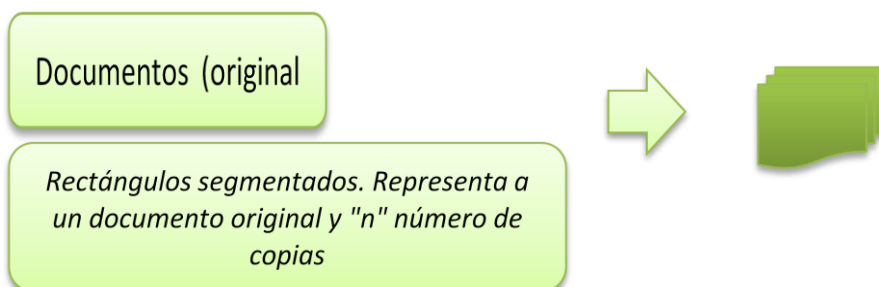 Documentos (original
Rectángulos segmentados. Representa a
un documento original y "n" número de
copias